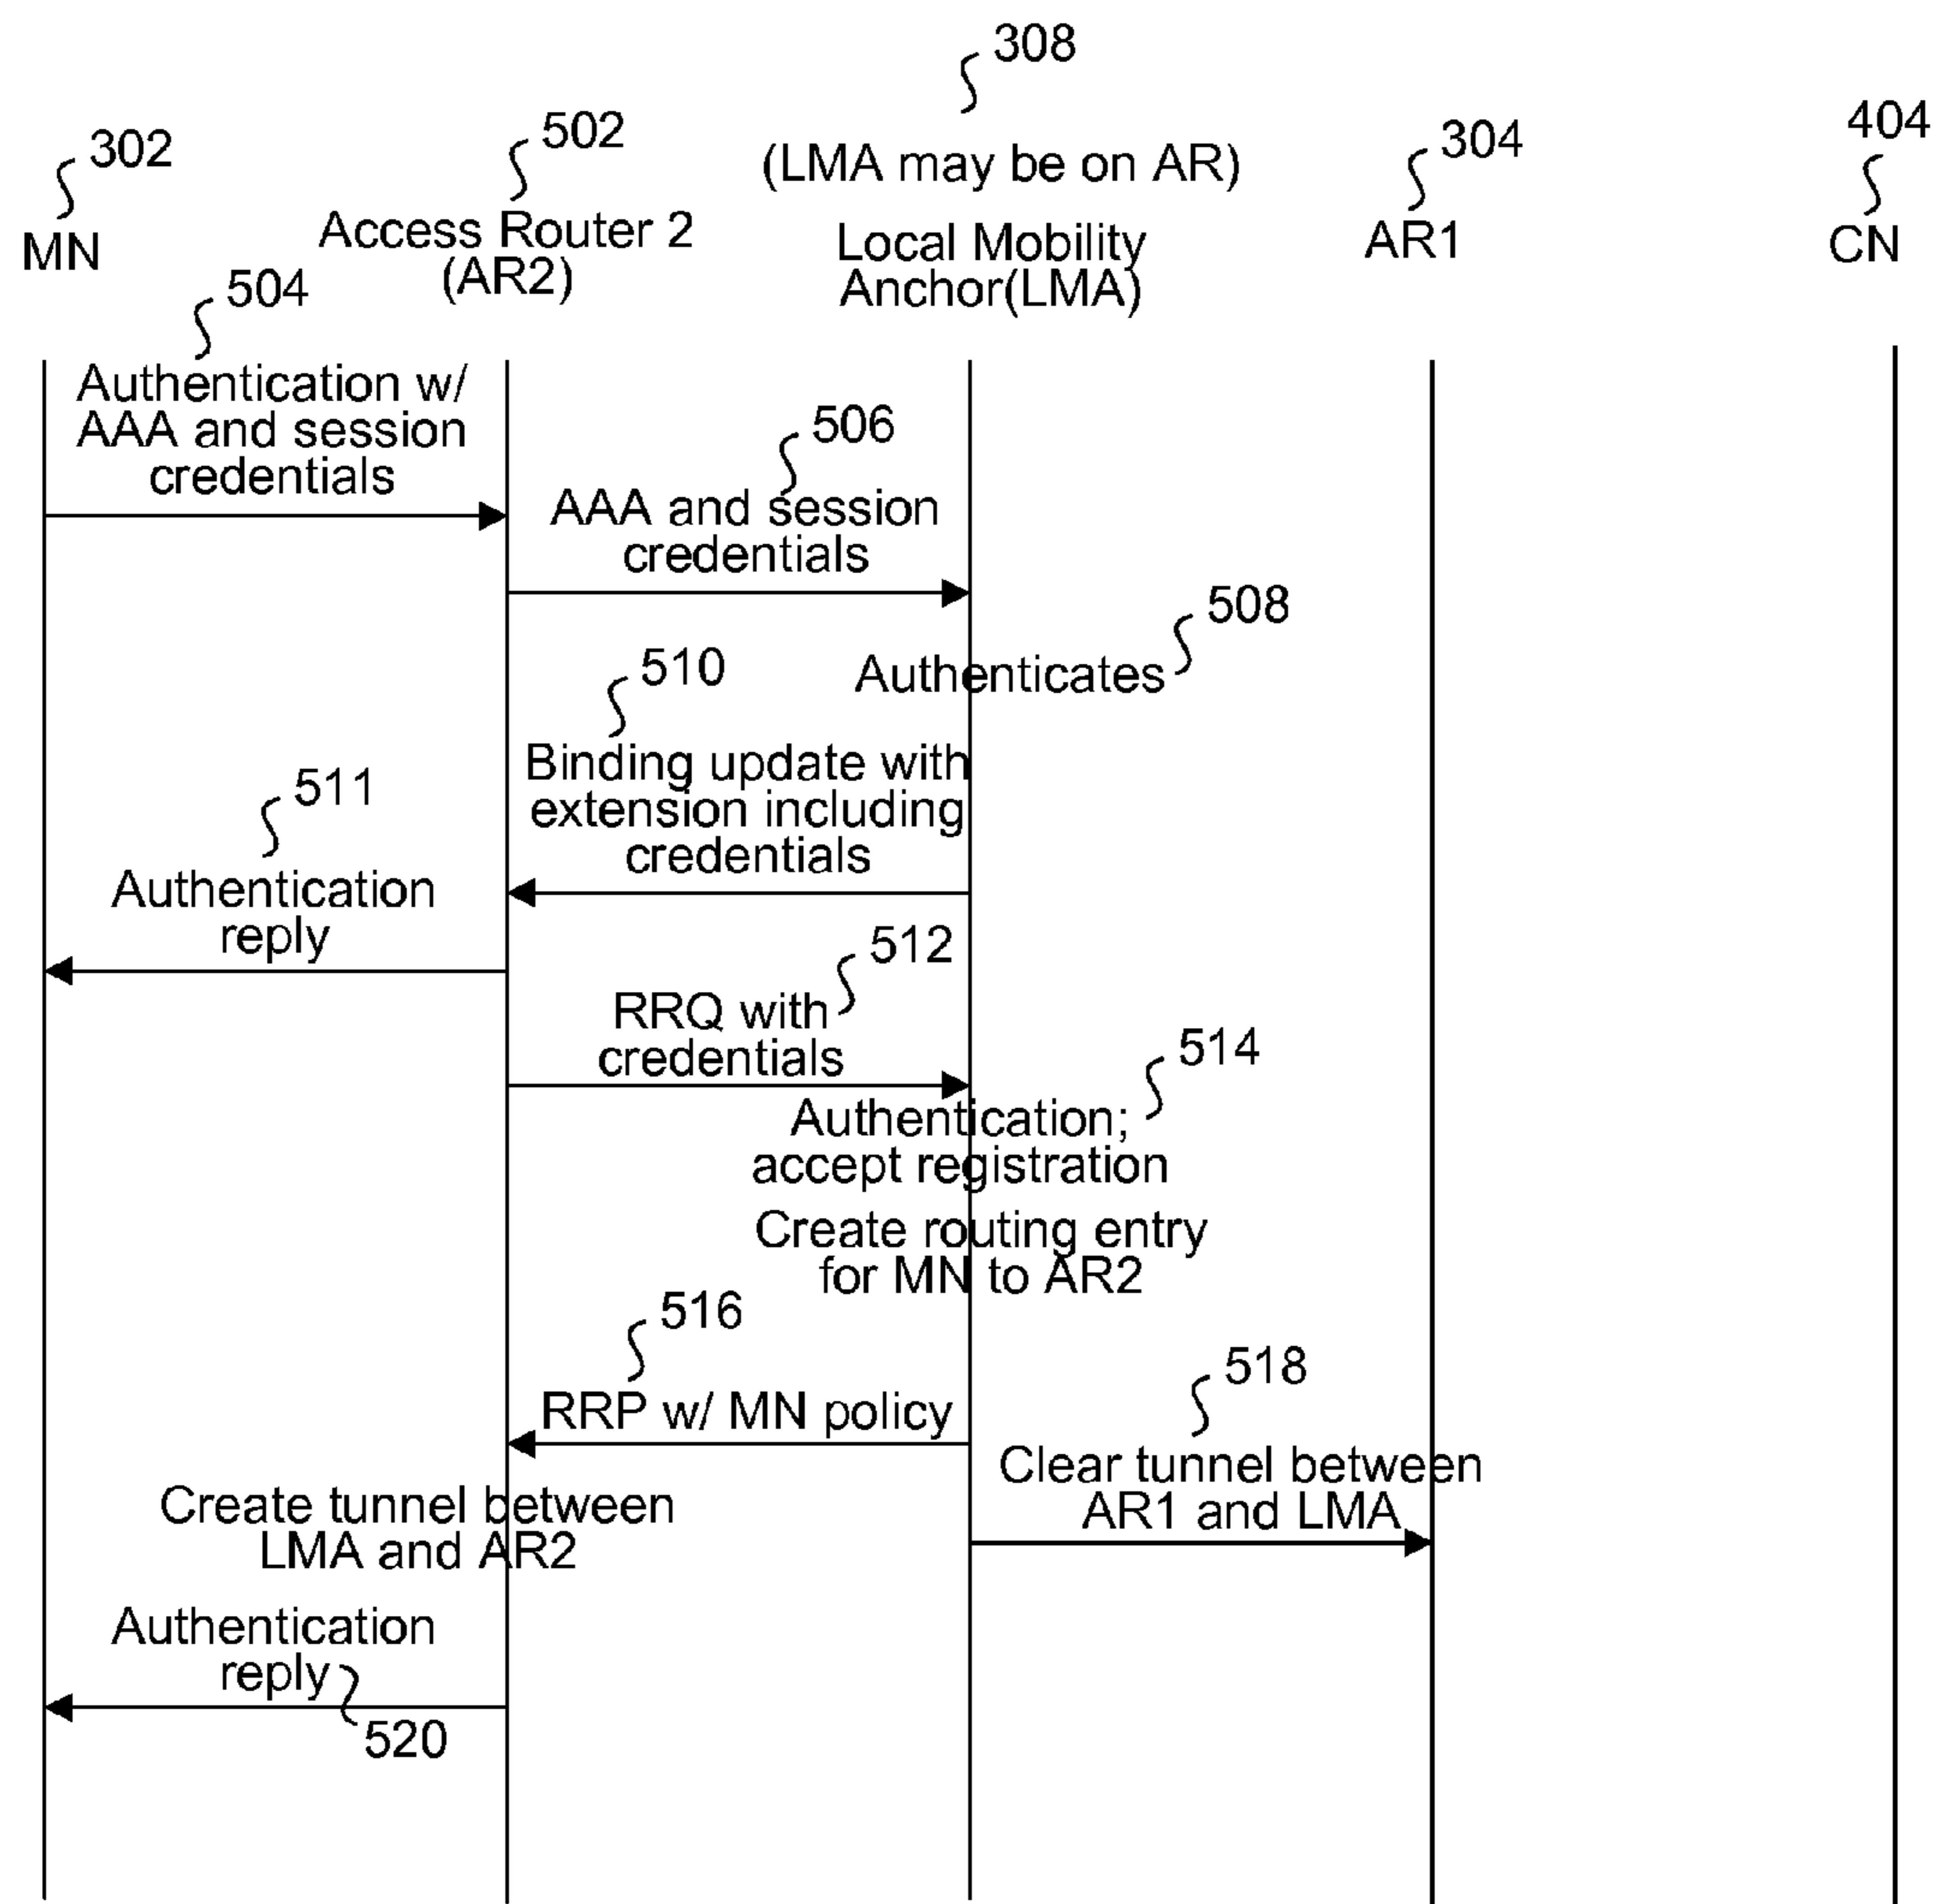 308
404
502
304
302
(LMA may be on AR)
MN
Access Router 2
(AR2)
Local Mobility
Anchor(LMA)
AR1
CN
504
Authentication w/
AAA and session
credentials
506
AAA and session
credentials
508
Authenticates
510
Binding update with
extension including
credentials
511
Authentication
reply
512
RRQ with
credentials
514
Authentication;
accept registration
Create routing entry
for MN to AR2
516
RRP w/ MN policy
518
Clear tunnel between
AR1 and LMA
Create tunnel between
LMA and AR2
Authentication
reply
520